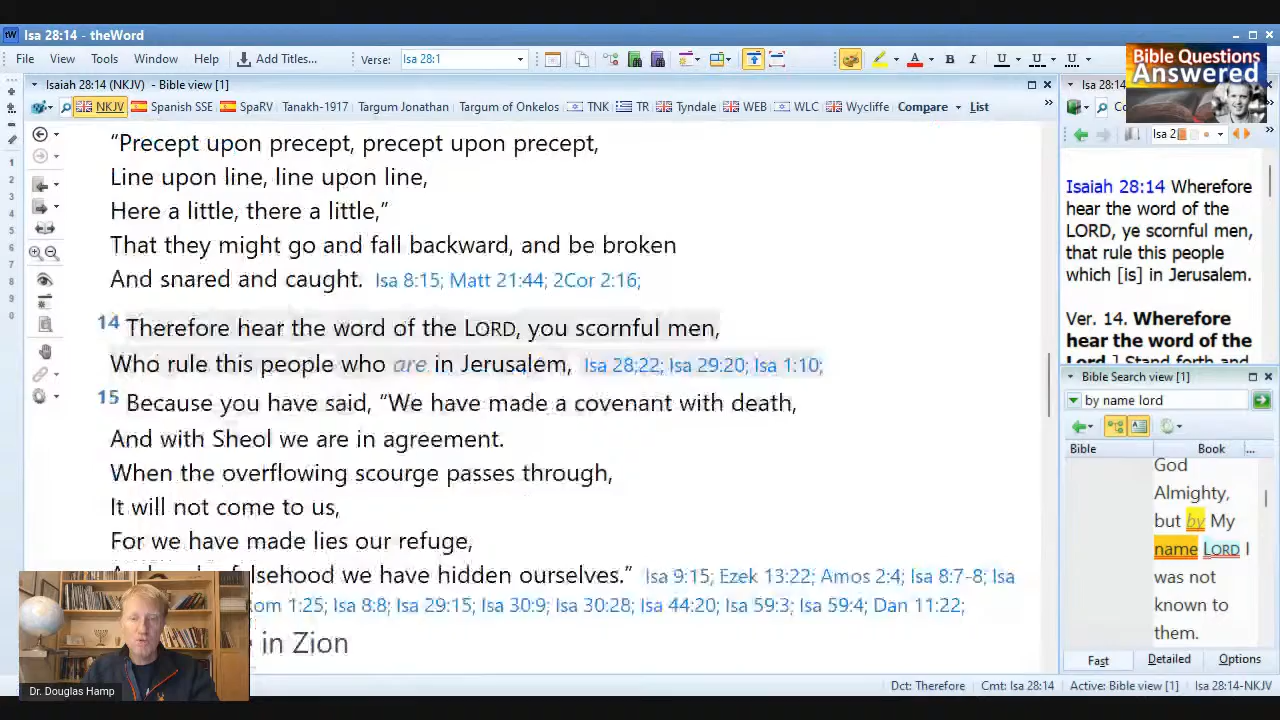 Isa 28:14 - theWord
File View Tools Window Help Add Titles... Verse: Isa 28:1
Bible Questions
Answered
Isaiah 28:14 (NKJV) - Bible view [1]
Isa 28:14
NKJV Spanish SSE SpaRV Tanakh-1917 Targum Jonathan Targum of Onkelos TNK TR Tyndale WEB WLC Wycliffe Compare List
“Precept upon precept, precept upon precept,
Line upon line, line upon line,
Here a little, there a little,”
That they might go and fall backward, and be broken
And snared and caught. Isa 8:15; Matt 21:44; 2Cor 2:16;
14 Therefore hear the word of the LORD, you scornful men,
Who rule this people who are in Jerusalem, Isa 28:22; Isa 29:20; Isa 1:10;
15 Because you have said, “We have made a covenant with death,
And with Sheol we are in agreement.
When the overflowing scourge passes through,
It will not come to us,
For we have made lies our refuge,
we have hidden ourselves.” Isa 9:15; Ezek 13:22; Amos 2:4; Isa 8:7-8; Isa
1:25; Isa 8:8; Isa 29:15; Isa 30:9; Isa 30:28; Isa 44:20; Isa 59:3; Isa 59:4; Dan 11:22;
in Zion
Dr. Douglas Hamp
Isaiah 28:14 Wherefore
hear the word of the
LORD, ye scornful men,
that rule this people
which [is] in Jerusalem.
Ver. 14. Wherefore
hear the word of the
Lord.] Stand forth and
Bible Search view [1]
by name lord
Bible Book ...
God
Almighty,
but by My
name LORD I
was not
known to
them.
Fast Detailed Options
Dct: Therefore Cmt: Isa 28:14 Active: Bible view [1] Isa 28:14-NKJV